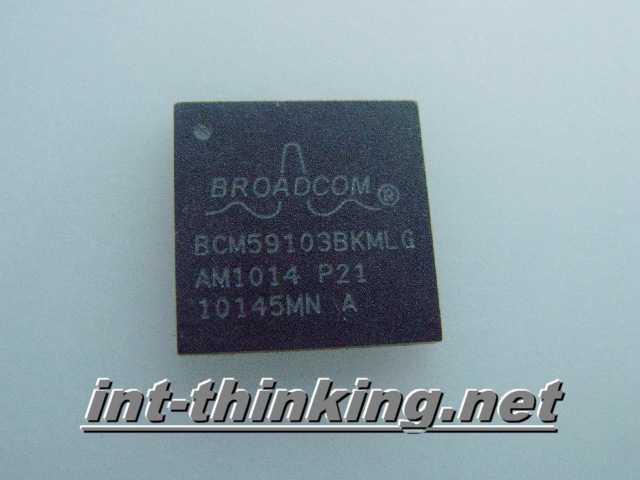 BROADCOM®
BCM59103BKMLG
AM1014 P21
10145MN A
int-thinking.net